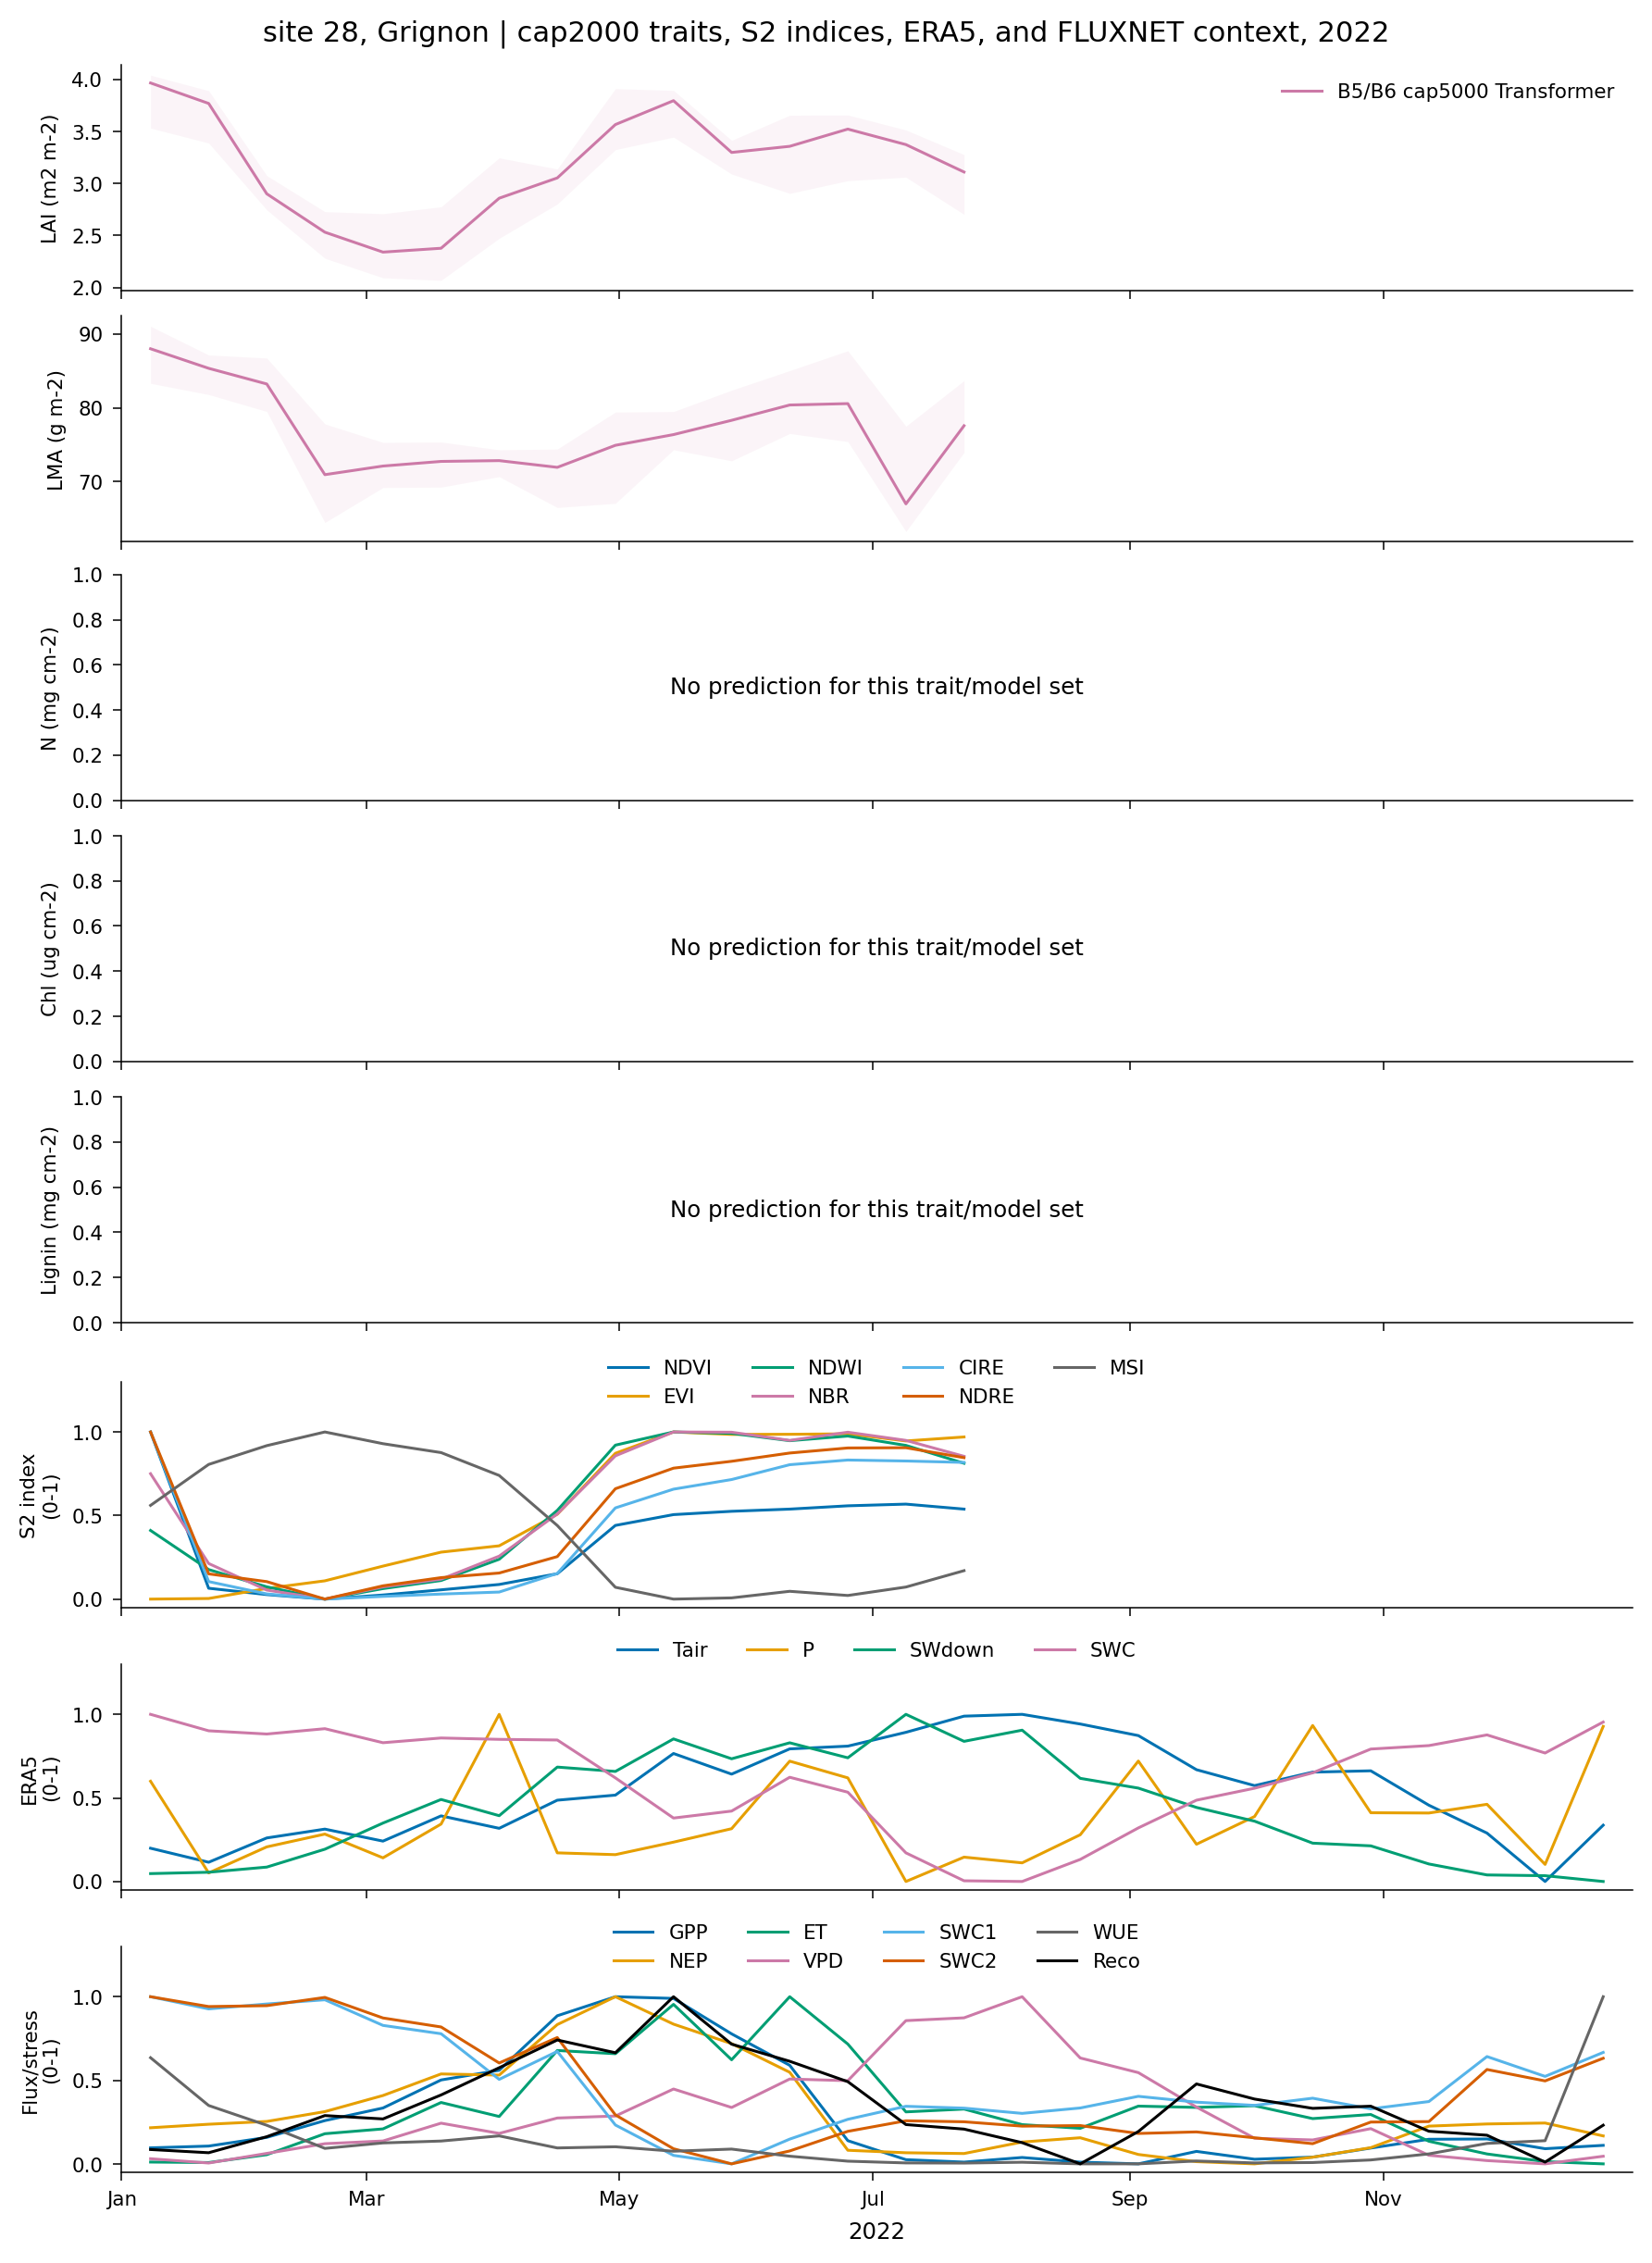 site 28, Grignon | cap2000 traits, S2 indices, ERA5, and FLUXNET context, 2022
B5/B6 cap5000 Transformer
LAI (m2 m-2)
4.0
3.5
3.0
2.5
2.0
LMA (g m-2)
90
80
70
N (mg cm-2)
1.0
0.8
0.6
0.4
0.2
0.0
No prediction for this trait/model set
Chl (ug cm-2)
1.0
0.8
0.6
0.4
0.2
0.0
No prediction for this trait/model set
Lignin (mg cm-2)
1.0
0.8
0.6
0.4
0.2
0.0
No prediction for this trait/model set
NDVI NDWI CIRE MSI
EVI NBR NDRE
S2 index
(0-1)
1.0
0.5
0.0
Tair P SWdown SWC
ERA5
(0-1)
1.0
0.5
0.0
GPP ET SWC1 WUE
NEP VPD SWC2 Reco
Flux/stress
(0-1)
1.0
0.5
0.0
Jan Mar May Jul Sep Nov
2022